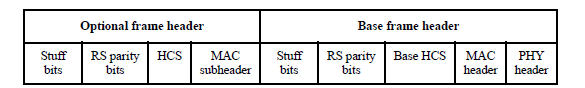 Optional frame header
Base frame header
Stuff bits
RS parity bits
HCS
MAC subheader
Stuff bits
RS parity bits
Base HCS
MAC header
PHY header